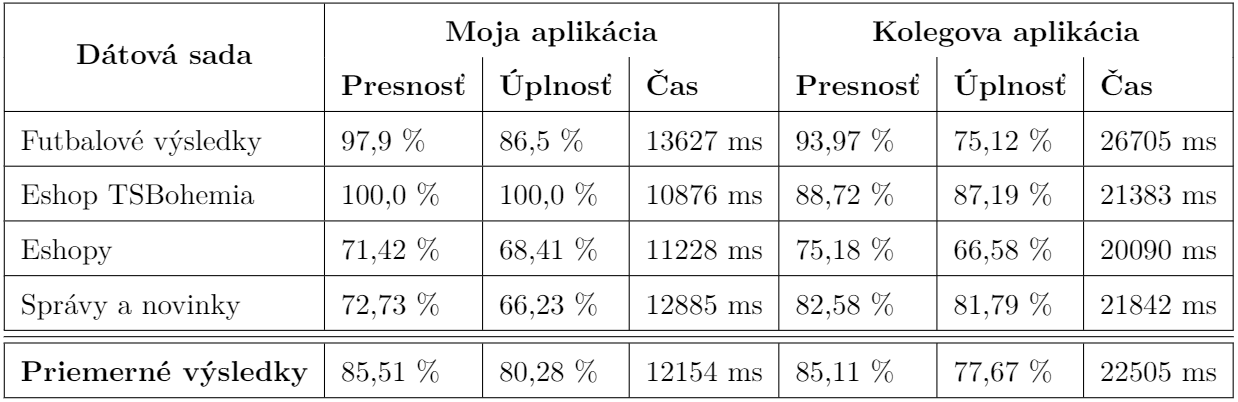 Dátová sada Moja aplikácia Kolegova aplikácia
Presnosť Úplnosť Čas Presnosť Úplnosť Čas
Futbalové výsledky 97,9 % 86,5 % 13627 ms 93,97 % 75,12 % 26705 ms
Eshop TSBohemia 100,0 % 100,0 % 10876 ms 88,72 % 87,19 % 21383 ms
Eshopy 71,42 % 68,41 % 11228 ms 75,18 % 66,58 % 20090 ms
Správy a novinky 72,73 % 66,23 % 12885 ms 82,58 % 81,79 % 21842 ms
Priemerné výsledky 85,51 % 80,28 % 12154 ms 85,11 % 77,67 % 22505 ms